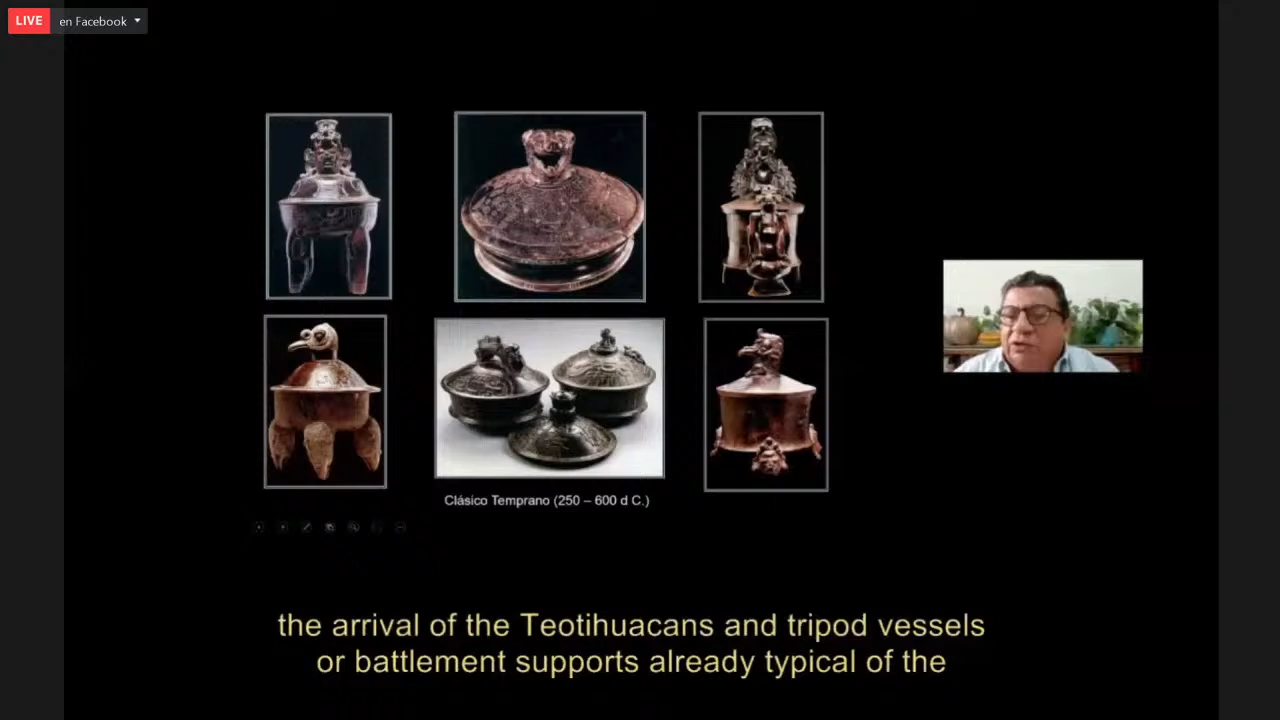 LIVE en Facebook
Clásico Temprano (250 – 600 d C.)
the arrival of the Teotihuacans and tripod vessels
or battlement supports already typical of the